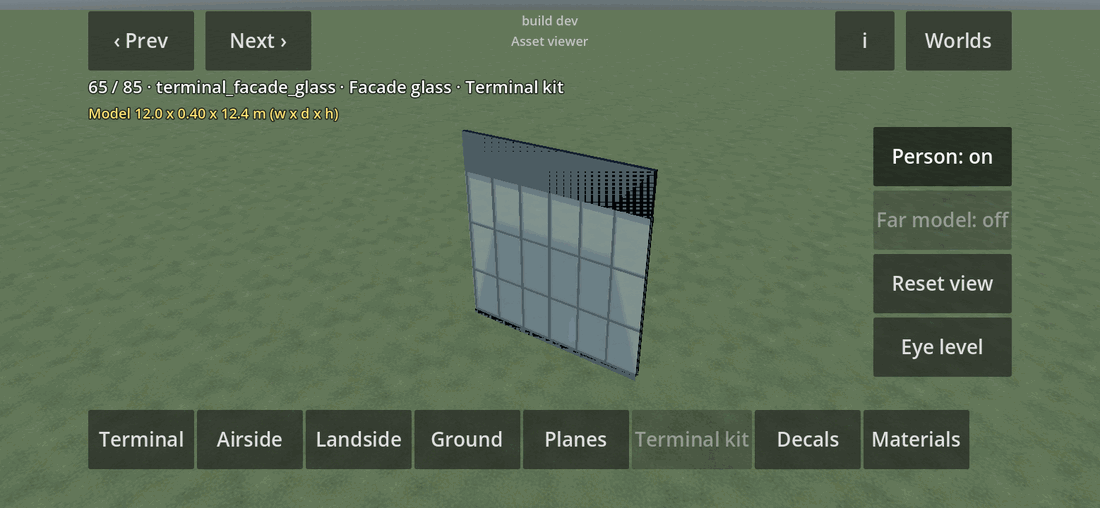 ‹ Prev
Next ›
build dev
Asset viewer
i
Worlds
65 / 85 · terminal_facade_glass · Facade glass · Terminal kit
Model 12.0 x 0.40 x 12.4 m (w x d x h)
Person: on
Far model: off
Reset view
Eye level
Terminal
Airside
Landside
Ground
Planes
Terminal kit
Decals
Materials